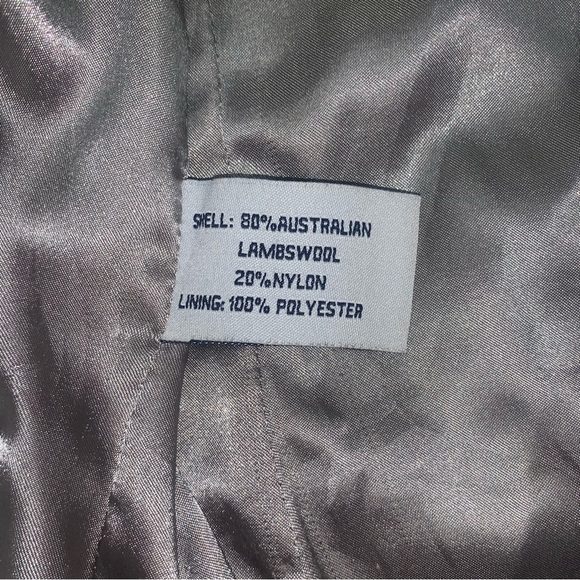 SHELL: 80%AUSTRALIAN
LAMBSWOOL
20%NYLON
LINING: 100% POLYESTER